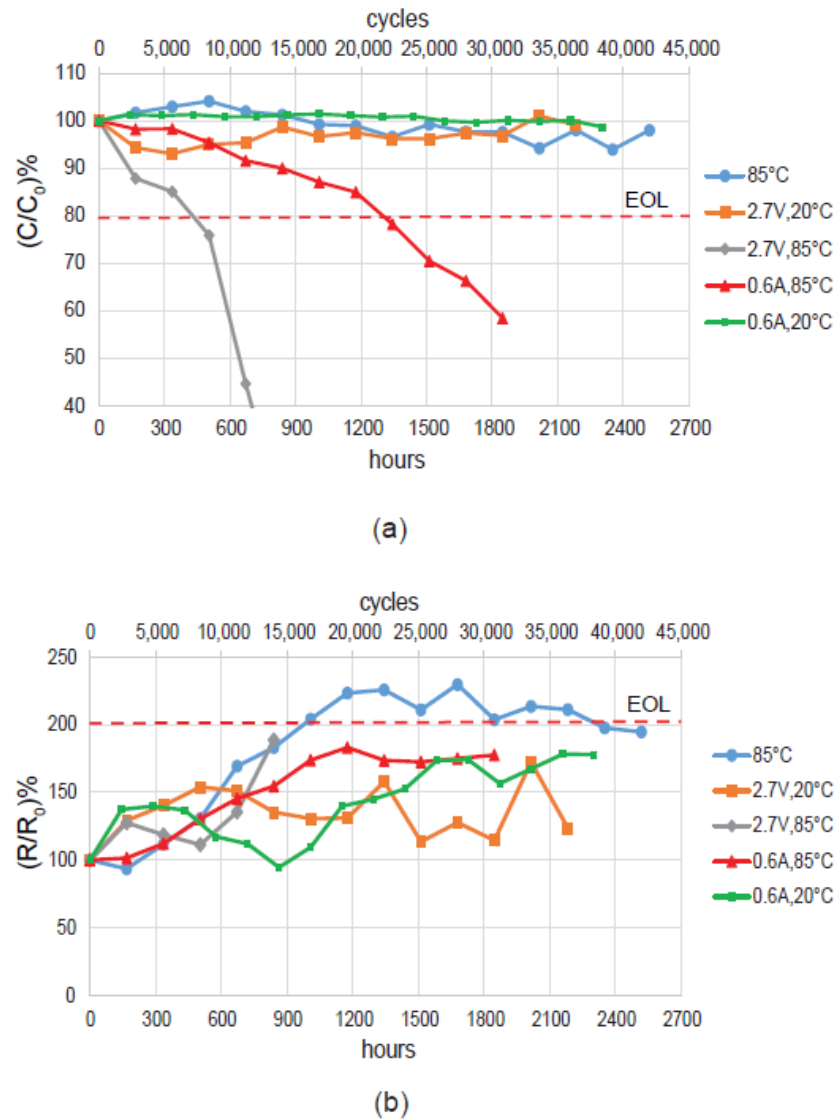 cycles
0 5,000 10,000 15,000 20,000 25,000 30,000 35,000 40,000 45,000
110
100
90
80
70
60
50
40
(C/C0)%
EOL
85°C
2.7V,20°C
2.7V,85°C
0.6A,85°C
0.6A,20°C
0 300 600 900 1200 1500 1800 2100 2400 2700
hours
(a)
cycles
0 5,000 10,000 15,000 20,000 25,000 30,000 35,000 40,000 45,000
250
200
150
100
50
0
(R/R0)%
EOL
85°C
2.7V,20°C
2.7V,85°C
0.6A,85°C
0.6A,20°C
0 300 600 900 1200 1500 1800 2100 2400 2700
hours
(b)